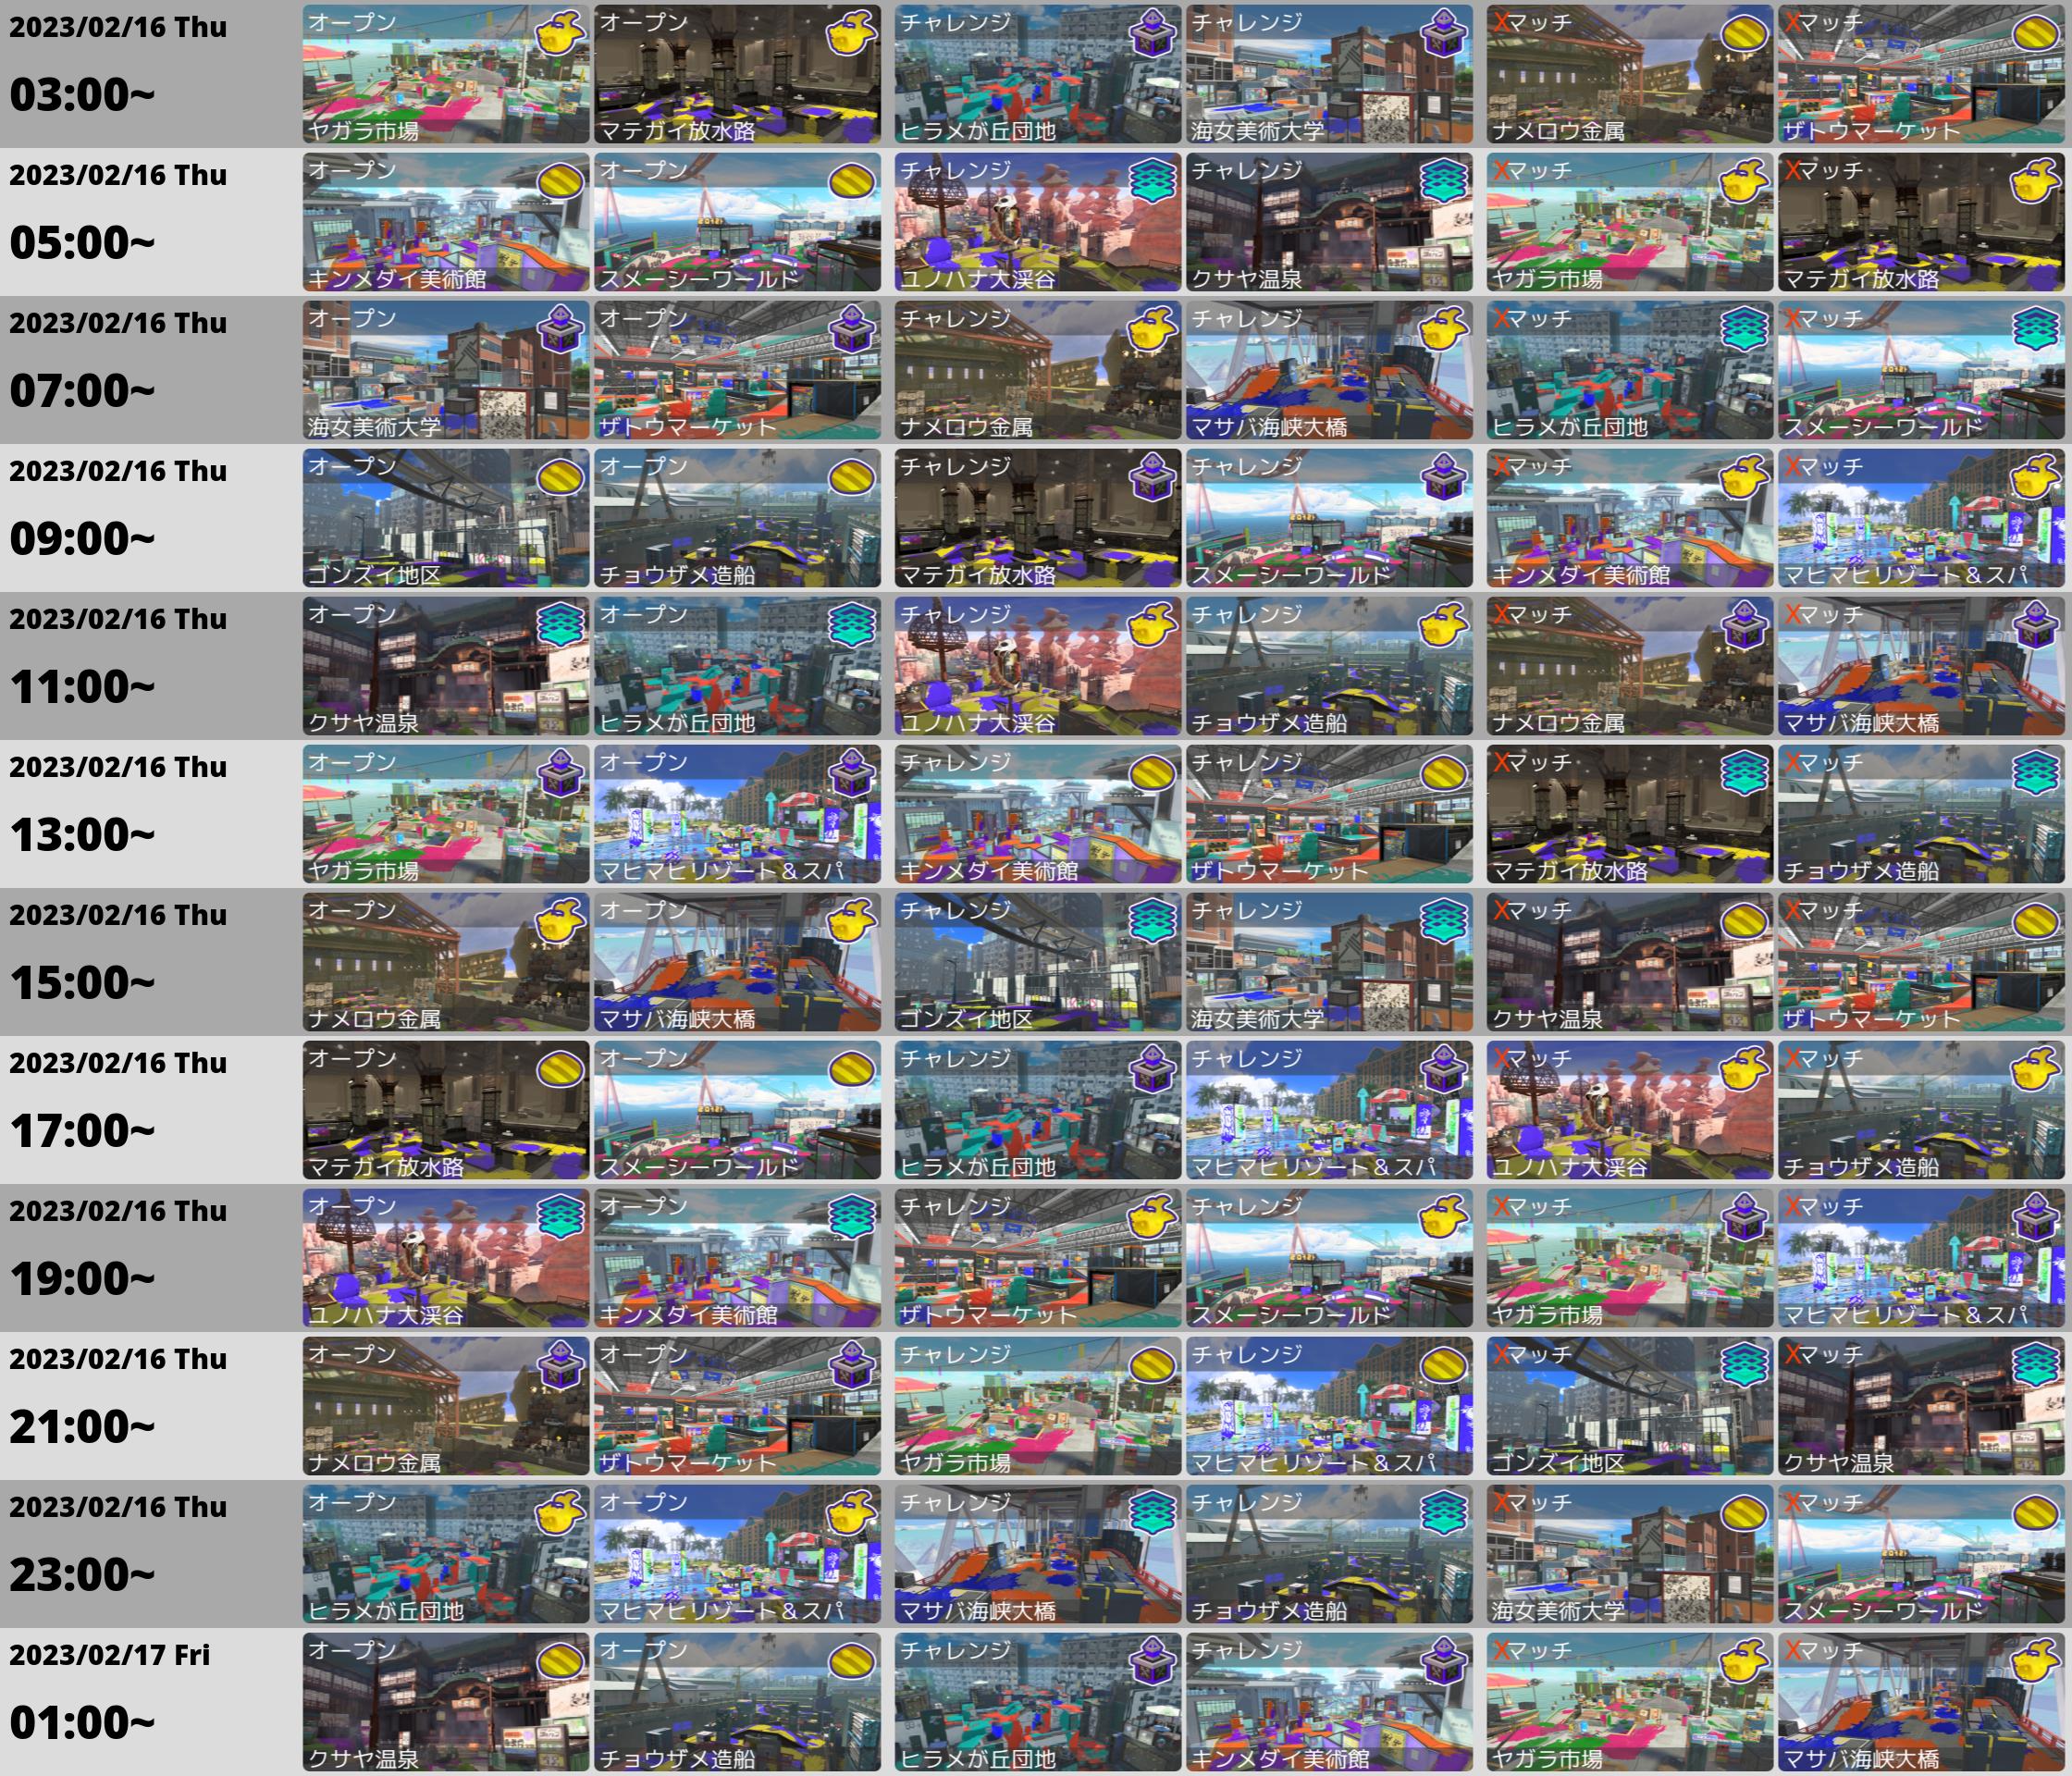 2023/02/16 Thu
03:00~
オープン オープン チャレンジ チャレンジ Xマッチ Xマッチ
ヤガラ市場 マテガイ放水路 ヒラメが丘団地 海女美術大学 ナメロウ金属 ザトウマーケット
2023/02/16 Thu
05:00~
オープン オープン チャレンジ チャレンジ Xマッチ Xマッチ
キンメダイ美術館 スメーシーワールド ユノハナ大渓谷 クサヤ温泉 ヤガラ市場 マテガイ放水路
2023/02/16 Thu
07:00~
オープン オープン チャレンジ チャレンジ Xマッチ Xマッチ
海女美術大学 ザトウマーケット ナメロウ金属 マサバ海峡大橋 ヒラメが丘団地 スメーシーワールド
2023/02/16 Thu
09:00~
オープン オープン チャレンジ チャレンジ Xマッチ Xマッチ
ゴンズイ地区 チョウザメ造船 マテガイ放水路 スメーシーワールド キンメダイ美術館 マヒマヒリゾート＆スパ
2023/02/16 Thu
11:00~
オープン オープン チャレンジ チャレンジ Xマッチ Xマッチ
クサヤ温泉 ヒラメが丘団地 ユノハナ大渓谷 チョウザメ造船 ナメロウ金属 マサバ海峡大橋
2023/02/16 Thu
13:00~
オープン オープン チャレンジ チャレンジ Xマッチ Xマッチ
ヤガラ市場 マヒマヒリゾート＆スパ キンメダイ美術館 ザトウマーケット マテガイ放水路 チョウザメ造船
2023/02/16 Thu
15:00~
オープン オープン チャレンジ チャレンジ Xマッチ Xマッチ
ナメロウ金属 マサバ海峡大橋 ゴンズイ地区 海女美術大学 クサヤ温泉 ザトウマーケット
2023/02/16 Thu
17:00~
オープン オープン チャレンジ チャレンジ Xマッチ Xマッチ
マテガイ放水路 スメーシーワールド ヒラメが丘団地 マヒマヒリゾート＆スパ ユノハナ大渓谷 チョウザメ造船
2023/02/16 Thu
19:00~
オープン オープン チャレンジ チャレンジ Xマッチ Xマッチ
ユノハナ大渓谷 キンメダイ美術館 ザトウマーケット スメーシーワールド ヤガラ市場 マヒマヒリゾート＆スパ
2023/02/16 Thu
21:00~
オープン オープン チャレンジ チャレンジ Xマッチ Xマッチ
ナメロウ金属 ザトウマーケット ヤガラ市場 マヒマヒリゾート＆スパ ゴンズイ地区 クサヤ温泉
2023/02/16 Thu
23:00~
オープン オープン チャレンジ チャレンジ Xマッチ Xマッチ
ヒラメが丘団地 マヒマヒリゾート＆スパ マサバ海峡大橋 チョウザメ造船 海女美術大学 スメーシーワールド
2023/02/17 Fri
01:00~
オープン オープン チャレンジ チャレンジ Xマッチ Xマッチ
クサヤ温泉 チョウザメ造船 ヒラメが丘団地 キンメダイ美術館 ヤガラ市場 マサバ海峡大橋